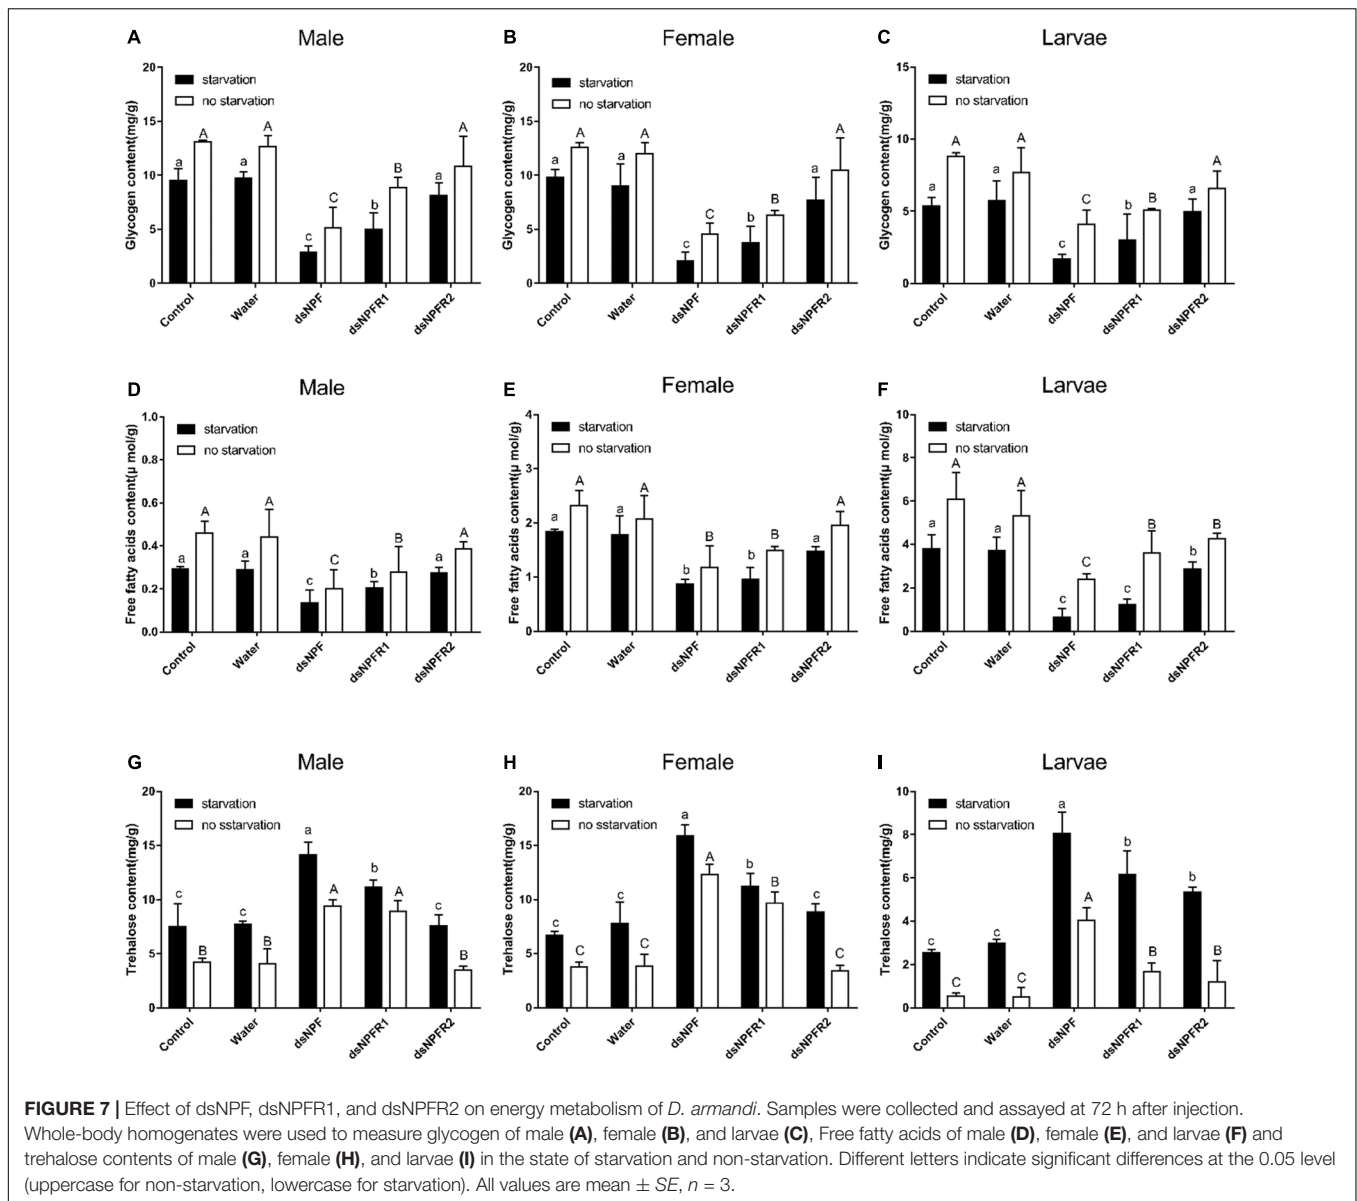 A Male
Glycogen content(mg/g)
20
15
10
5
0
starvation
no starvation
a A a A c C b B a A
Control Water dsNPF dsNPFR1 dsNPFR2
B Female
Glycogen content(mg/g)
20
15
10
5
0
starvation
no starvation
a A a A c C b B a A
Control Water dsNPF dsNPFR1 dsNPFR2
C Larvae
Glycogen content(mg/g)
15
10
5
0
starvation
no starvation
a A a A c C b B a A
Control Water dsNPF dsNPFR1 dsNPFR2
D Male
Free fatty acids content(μ mol/g)
1.0
0.8
0.6
0.4
0.2
0.0
starvation
no starvation
a A a A c C b B a A
Control Water dsNPF dsNPFR1 dsNPFR2
E Female
Free fatty acids content(μ mol/g)
4
3
2
1
0
starvation
no starvation
a A a A b B b B a A
Control Water dsNPF dsNPFR1 dsNPFR2
F Larvae
Free fatty acids content(μ mol/g)
10
8
6
4
2
0
starvation
no starvation
a A a A c C c B b B
Control Water dsNPF dsNPFR1 dsNPFR2
G Male
Trehalose content(mg/g)
20
15
10
5
0
starvation
no sstarvation
c B c B a A b A c B
Control Water dsNPF dsNPFR1 dsNPFR2
H Female
Trehalose content(mg/g)
20
15
10
5
0
starvation
no sstarvation
c C c C a A b B c C
Control Water dsNPF dsNPFR1 dsNPFR2
I Larvae
Trehalose content(mg/g)
10
8
6
4
2
0
starvation
no sstarvation
c C c C a A b B b B
Control Water dsNPF dsNPFR1 dsNPFR2
FIGURE 7 | Effect of dsNPF, dsNPFR1, and dsNPFR2 on energy metabolism of D. armandi. Samples were collected and assayed at 72 h after injection.
Whole-body homogenates were used to measure glycogen of male (A), female (B), and larvae (C), Free fatty acids of male (D), female (E), and larvae (F) and
trehalose contents of male (G), female (H), and larvae (I) in the state of starvation and non-starvation. Different letters indicate significant differences at the 0.05 level
(uppercase for non-starvation, lowercase for starvation). All values are mean ± SE, n = 3.